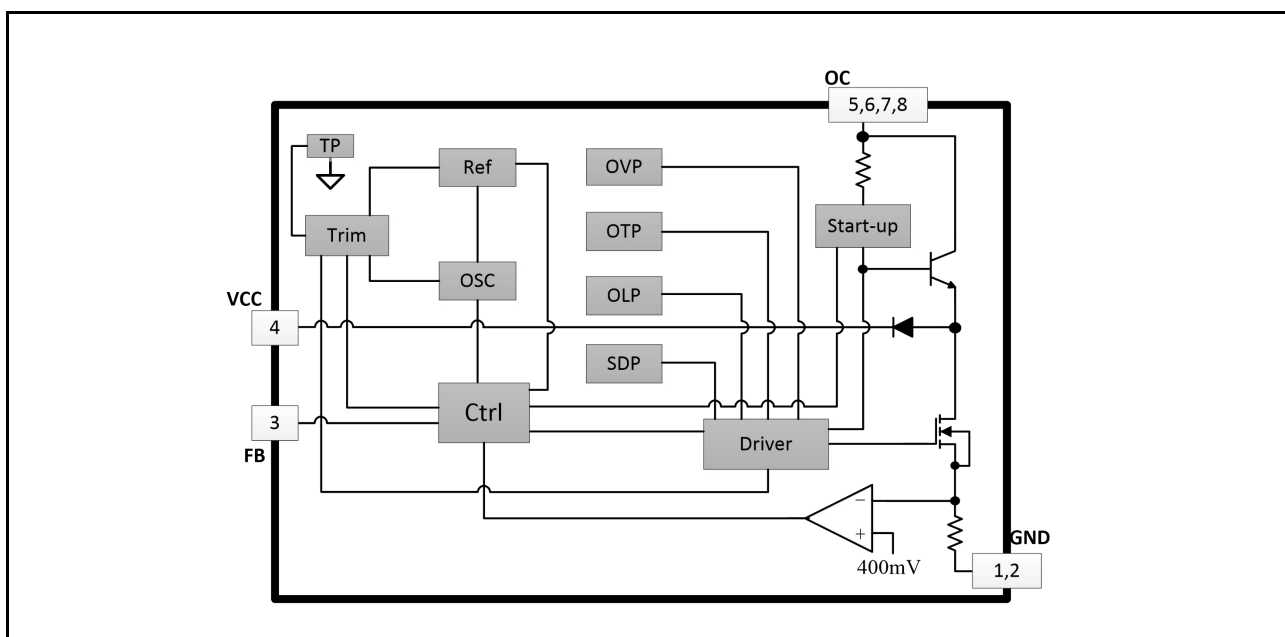 OC
5,6,7,8
TP
Ref
OVP
Trim
OTP
Start-up
OSC
OLP
VCC
4
SDP
Ctrl
3
FB
Driver
−
+
400mV
GND
1,2